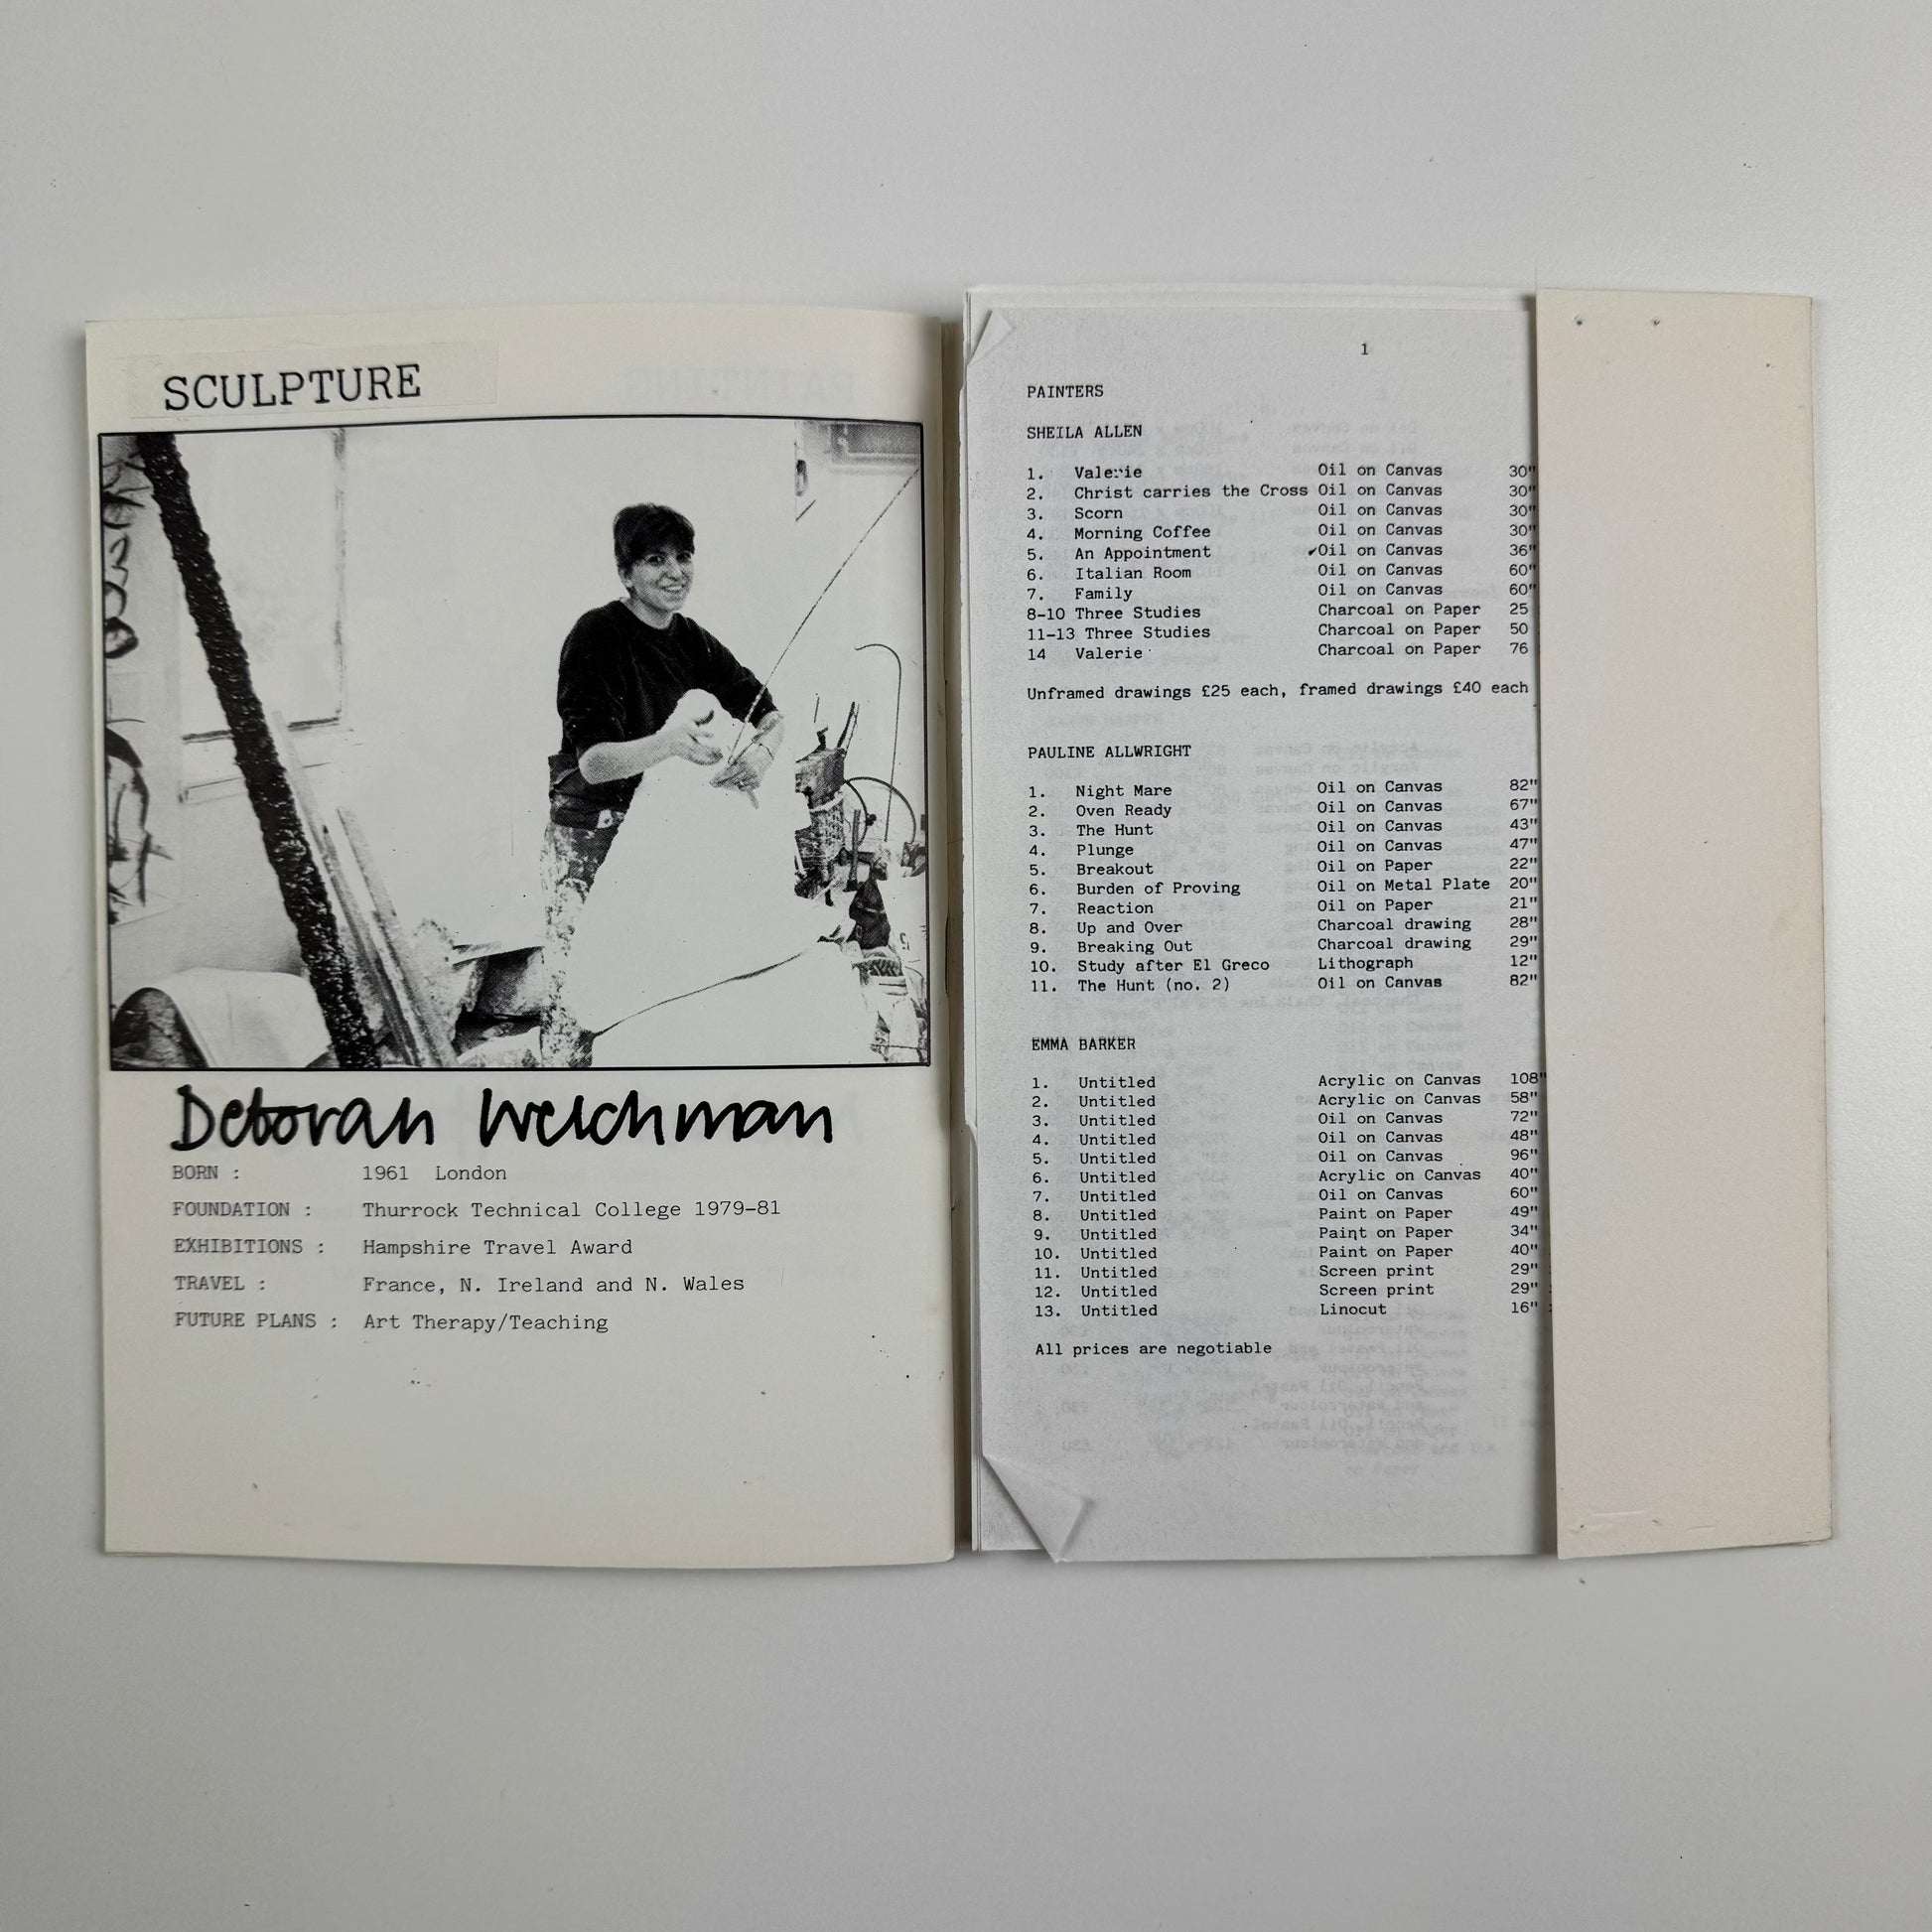 SCULPTURE
Deborah Welchman
BORN : 1961 London
FOUNDATION : Thurrock Technical College 1979-81
EXHIBITIONS : Hampshire Travel Award
TRAVEL : France, N. Ireland and N. Wales
FUTURE PLANS : Art Therapy/Teaching
1
PAINTERS
SHEILA ALLEN
1. Valerie Oil on Canvas 30"
2. Christ carries the Cross Oil on Canvas 30"
3. Scorn Oil on Canvas 30"
4. Morning Coffee Oil on Canvas 30"
5. An Appointment ✓Oil on Canvas 36"
6. Italian Room Oil on Canvas 60"
7. Family Oil on Canvas 60"
8-10 Three Studies Charcoal on Paper 25
11-13 Three Studies Charcoal on Paper 50
14 Valerie Charcoal on Paper 76
Unframed drawings £25 each, framed drawings £40 each
PAULINE ALLWRIGHT
1. Night Mare Oil on Canvas 82"
2. Oven Ready Oil on Canvas 67"
3. The Hunt Oil on Canvas 43"
4. Plunge Oil on Canvas 47"
5. Breakout Oil on Paper 22"
6. Burden of Proving Oil on Metal Plate 20"
7. Reaction Oil on Paper 21"
8. Up and Over Charcoal drawing 28"
9. Breaking Out Charcoal drawing 29"
10. Study after El Greco Lithograph 12"
11. The Hunt (no. 2) Oil on Canvas 82"
EMMA BARKER
1. Untitled Acrylic on Canvas 108"
2. Untitled Acrylic on Canvas 58"
3. Untitled Oil on Canvas 72"
4. Untitled Oil on Canvas 48"
5. Untitled Oil on Canvas 96"
6. Untitled Acrylic on Canvas 40"
7. Untitled Oil on Canvas 60"
8. Untitled Paint on Paper 49"
9. Untitled Paint on Paper 34"
10. Untitled Paint on Paper 40"
11. Untitled Screen print 29"
12. Untitled Screen print 29"
13. Untitled Linocut 16"
All prices are negotiable